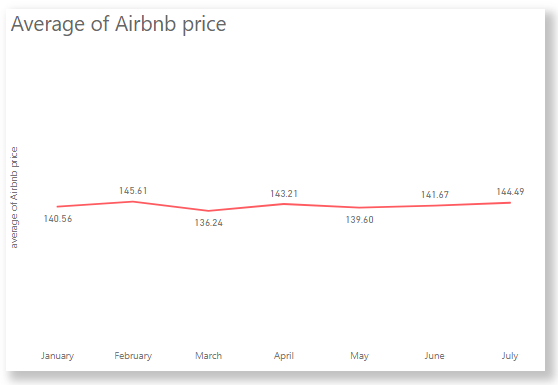 Average of Airbnb price
average of Airbnb price
140.56
145.61
136.24
143.21
139.60
141.67
144.49
January February March April May June July